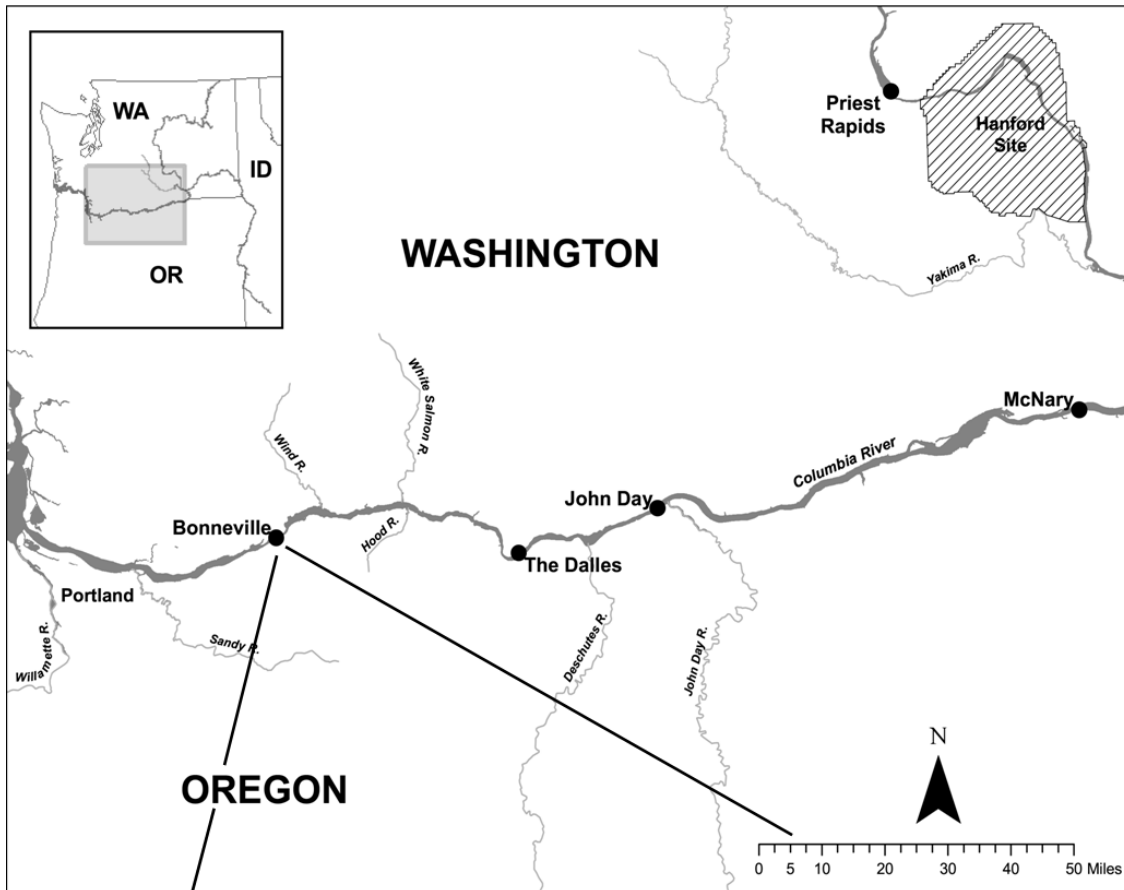 WA
ID
OR
Priest
Rapids
Hanford
Site
WASHINGTON
Yakima R.
White Salmon R.
McNary
Wind R.
Columbia River
John Day
Bonneville
Hood R.
The Dalles
Portland
Sandy R.
Willamette R.
Deschutes R.
John Day R.
N
OREGON
0 5 10 20 30 40 50 Miles